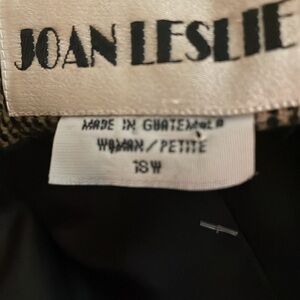 JOAN LESLIE
MADE IN GUATEMALA
WOMAN/PETITE
18W